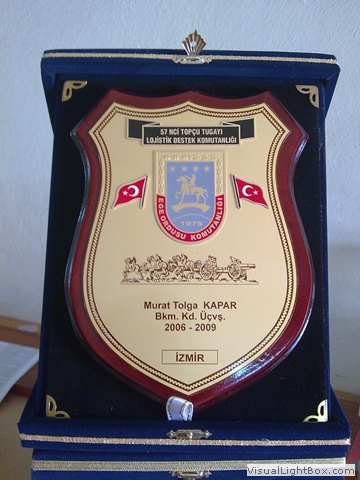 57 NCİ TOPÇU TUGAYI
LOJİSTİK DESTEK KOMUTANLIĞI
EGE ORDUSU KOMUTANLIĞI
1975
Murat Tolga KAPAR
Bkm. Kd. Üçvş.
2006 - 2009
İZMİR
VisualLightBox.com